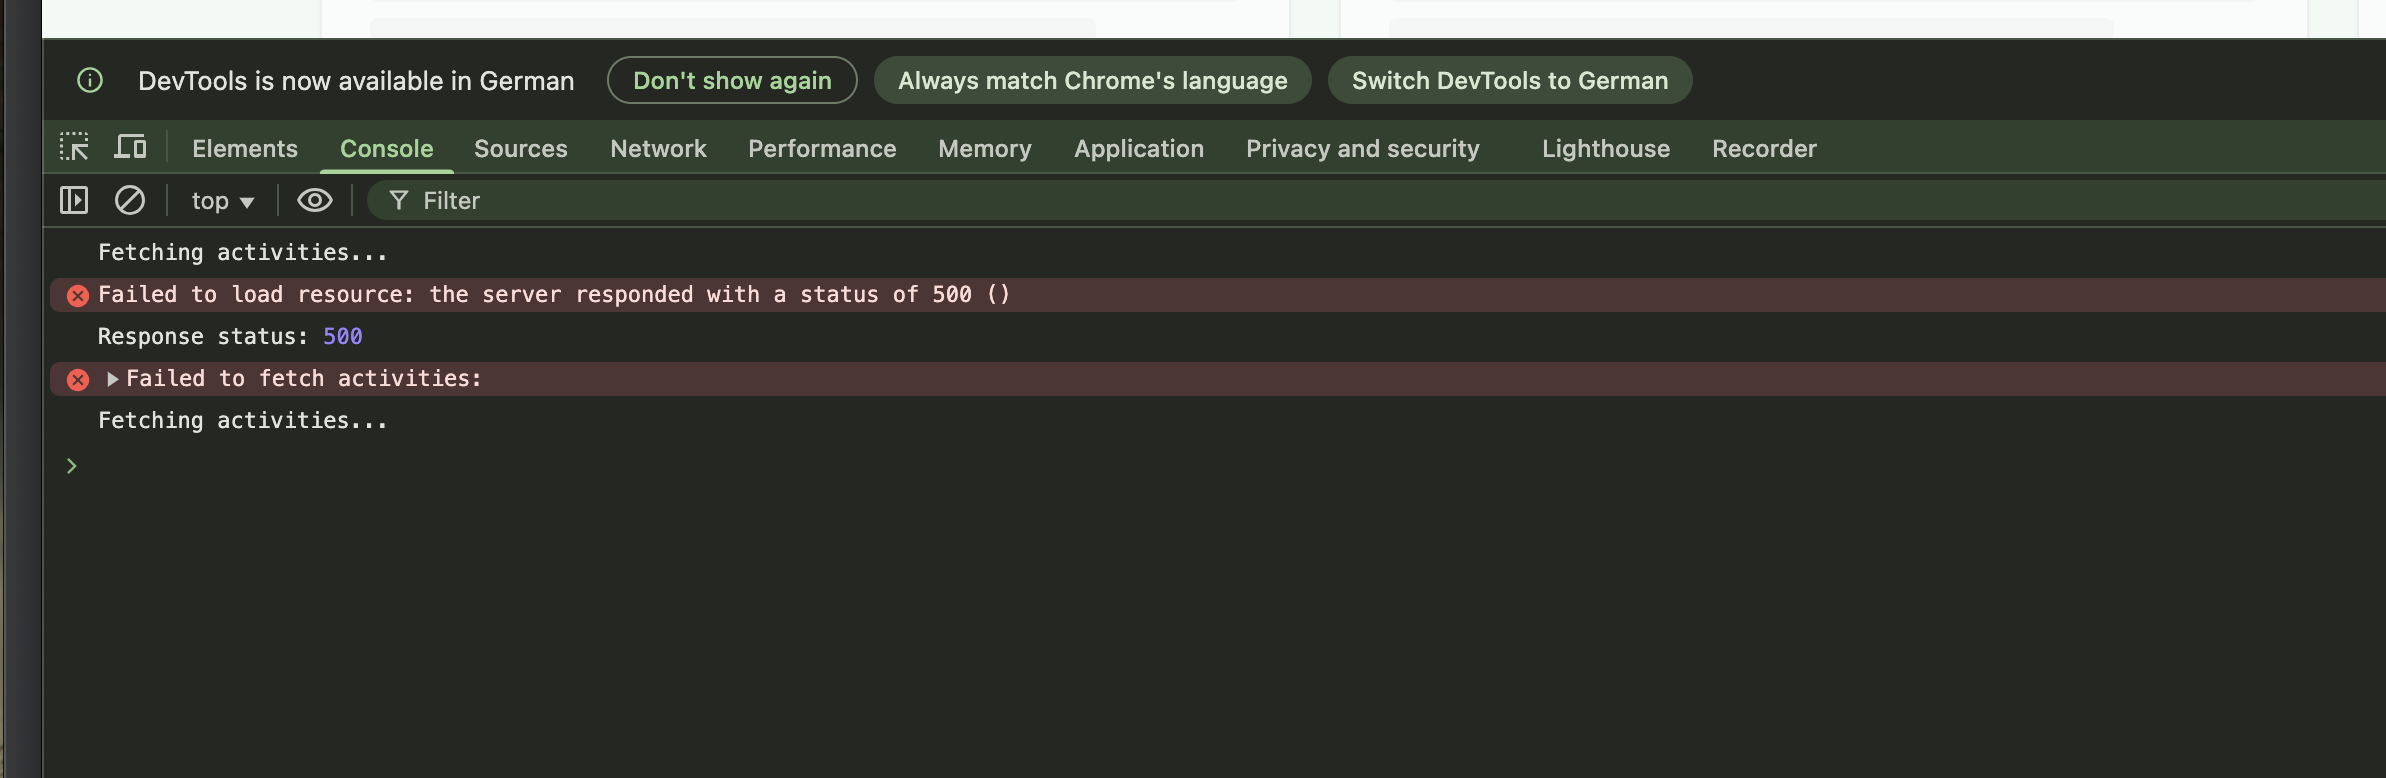 DevTools is now available in German Don't show again Always match Chrome's language Switch DevTools to German
Elements Console Sources Network Performance Memory Application Privacy and security Lighthouse Recorder
top Filter
Fetching activities...
Failed to load resource: the server responded with a status of 500 ()
Response status: 500
Failed to fetch activities:
Fetching activities...